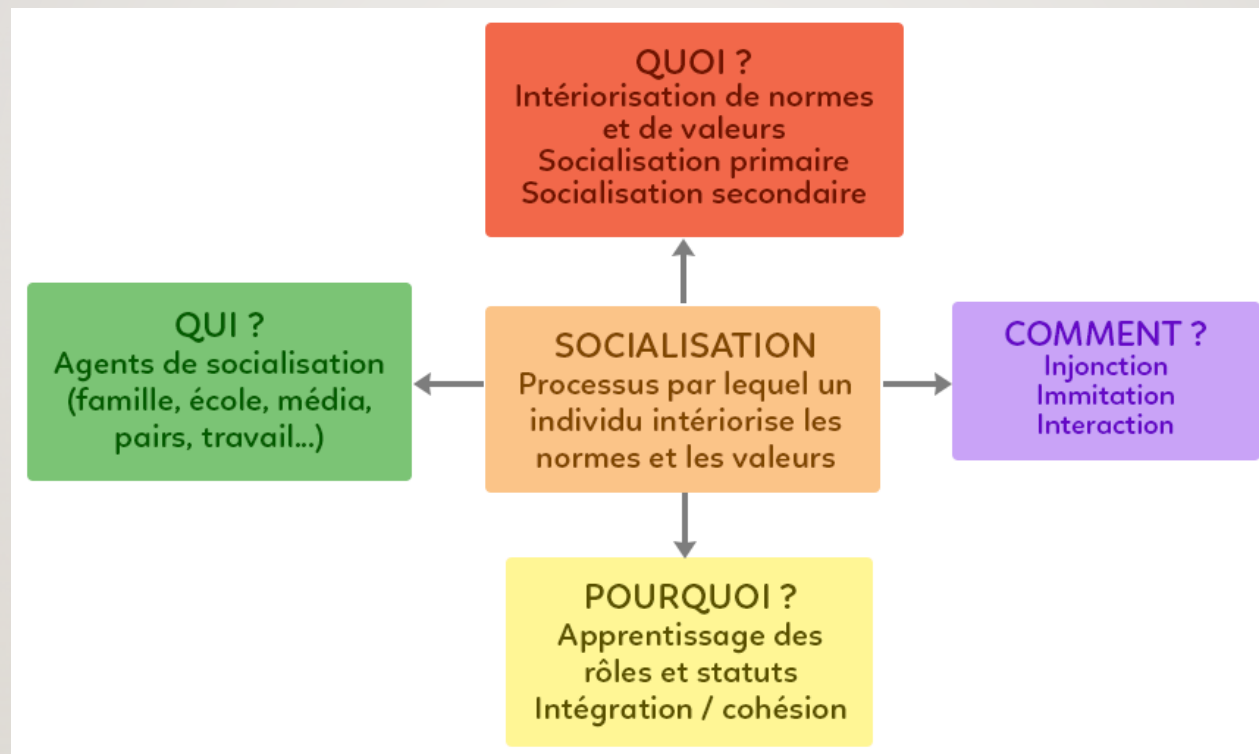 QUOI ?
Intériorisation de normes
et de valeurs
Socialisation primaire
Socialisation secondaire
QUI ?
Agents de socialisation
(famille, école, média,
pairs, travail...)
SOCIALISATION
Processus par lequel un
individu intériorise les
normes et les valeurs
COMMENT ?
Injonction
Immitation
Interaction
POURQUOI ?
Apprentissage des
rôles et statuts
Intégration / cohésion